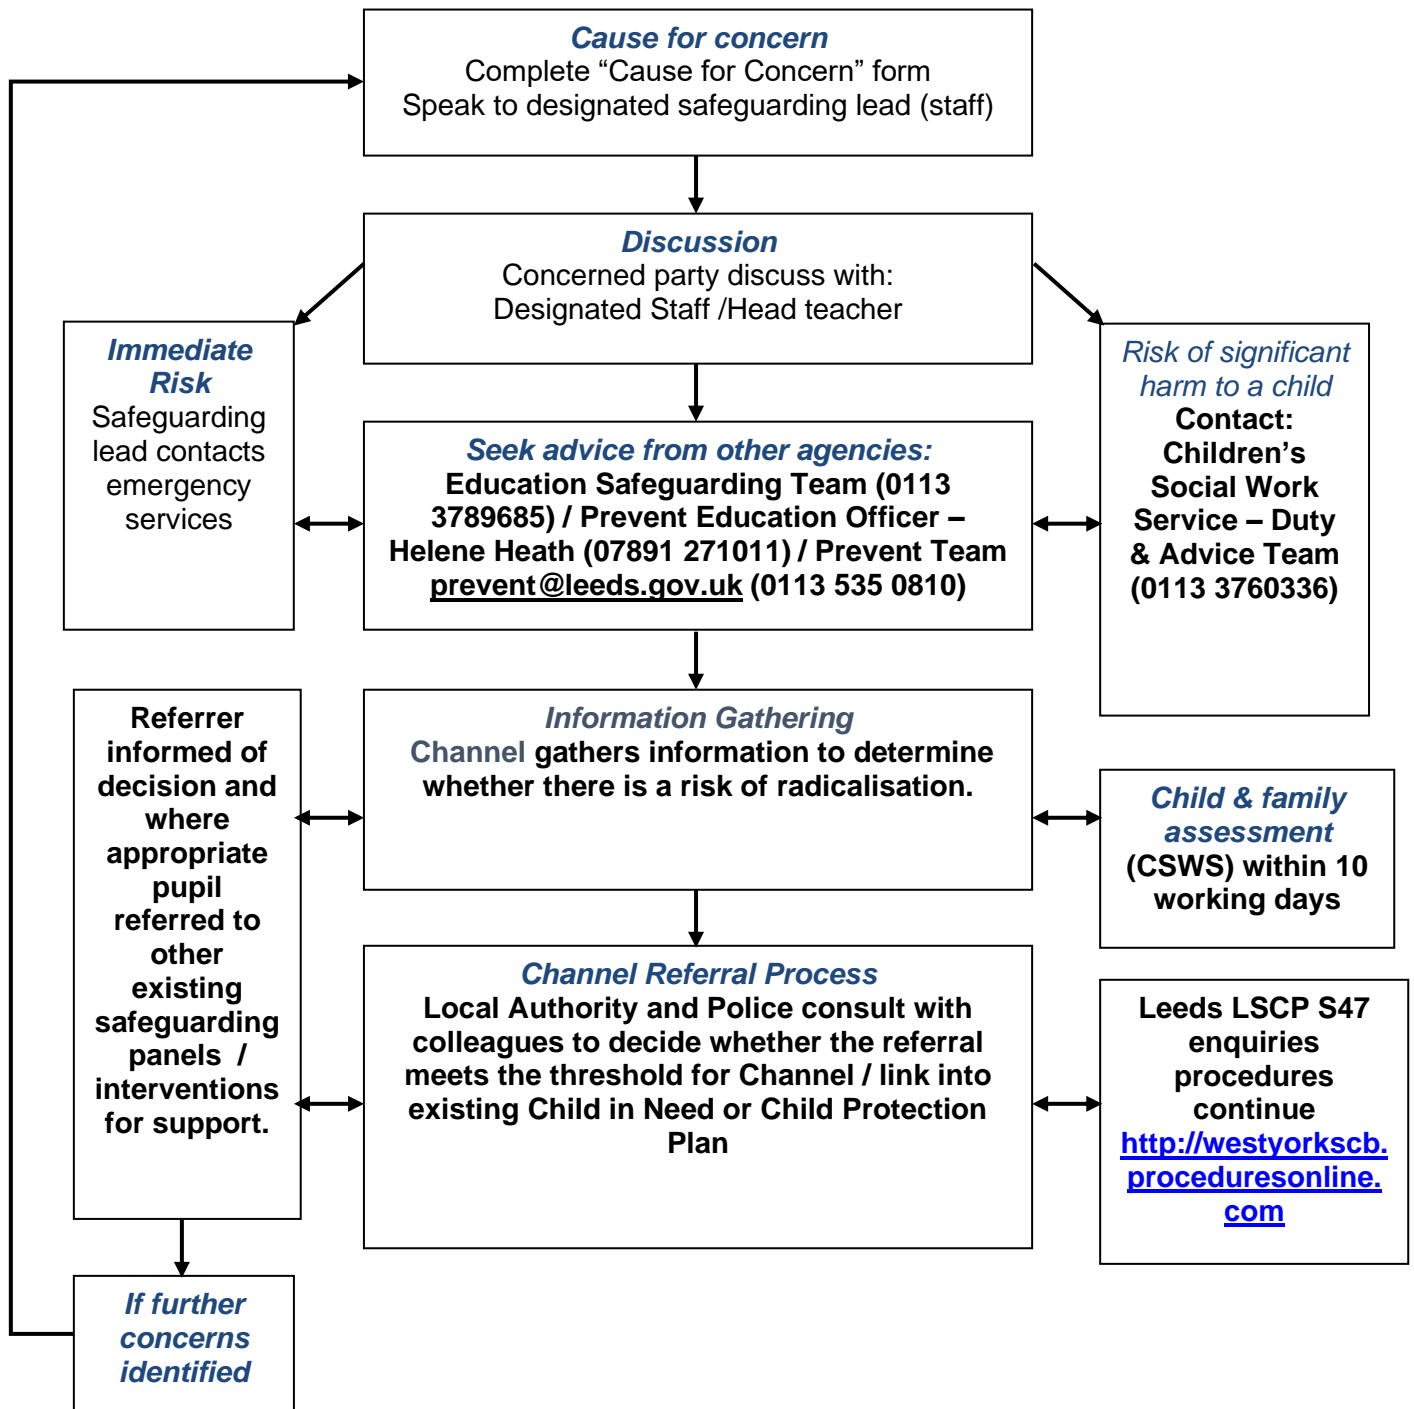 Cause for concern
Complete “Cause for Concern” form
Speak to designated safeguarding lead (staff)
Discussion
Concerned party discuss with:
Designated Staff /Head teacher
Immediate
Risk
Safeguarding
lead contacts
emergency
services
Seek advice from other agencies:
Education Safeguarding Team (0113
3789685) / Prevent Education Officer –
Helene Heath (07891 271011) / Prevent Team
prevent@leeds.gov.uk (0113 535 0810)
Risk of significant
harm to a child
Contact:
Children’s
Social Work
Service – Duty
& Advice Team
(0113 3760336)
Referrer
informed of
decision and
where
appropriate
pupil
referred to
other
existing
safeguarding
panels /
interventions
for support.
Information Gathering
Channel gathers information to determine
whether there is a risk of radicalisation.
Child & family
assessment
(CSWS) within 10
working days
Channel Referral Process
Local Authority and Police consult with
colleagues to decide whether the referral
meets the threshold for Channel / link into
existing Child in Need or Child Protection
Plan
Leeds LSCP S47
enquiries
procedures
continue
http://westyorkscb.
proceduresonline.
com
If further
concerns
identified